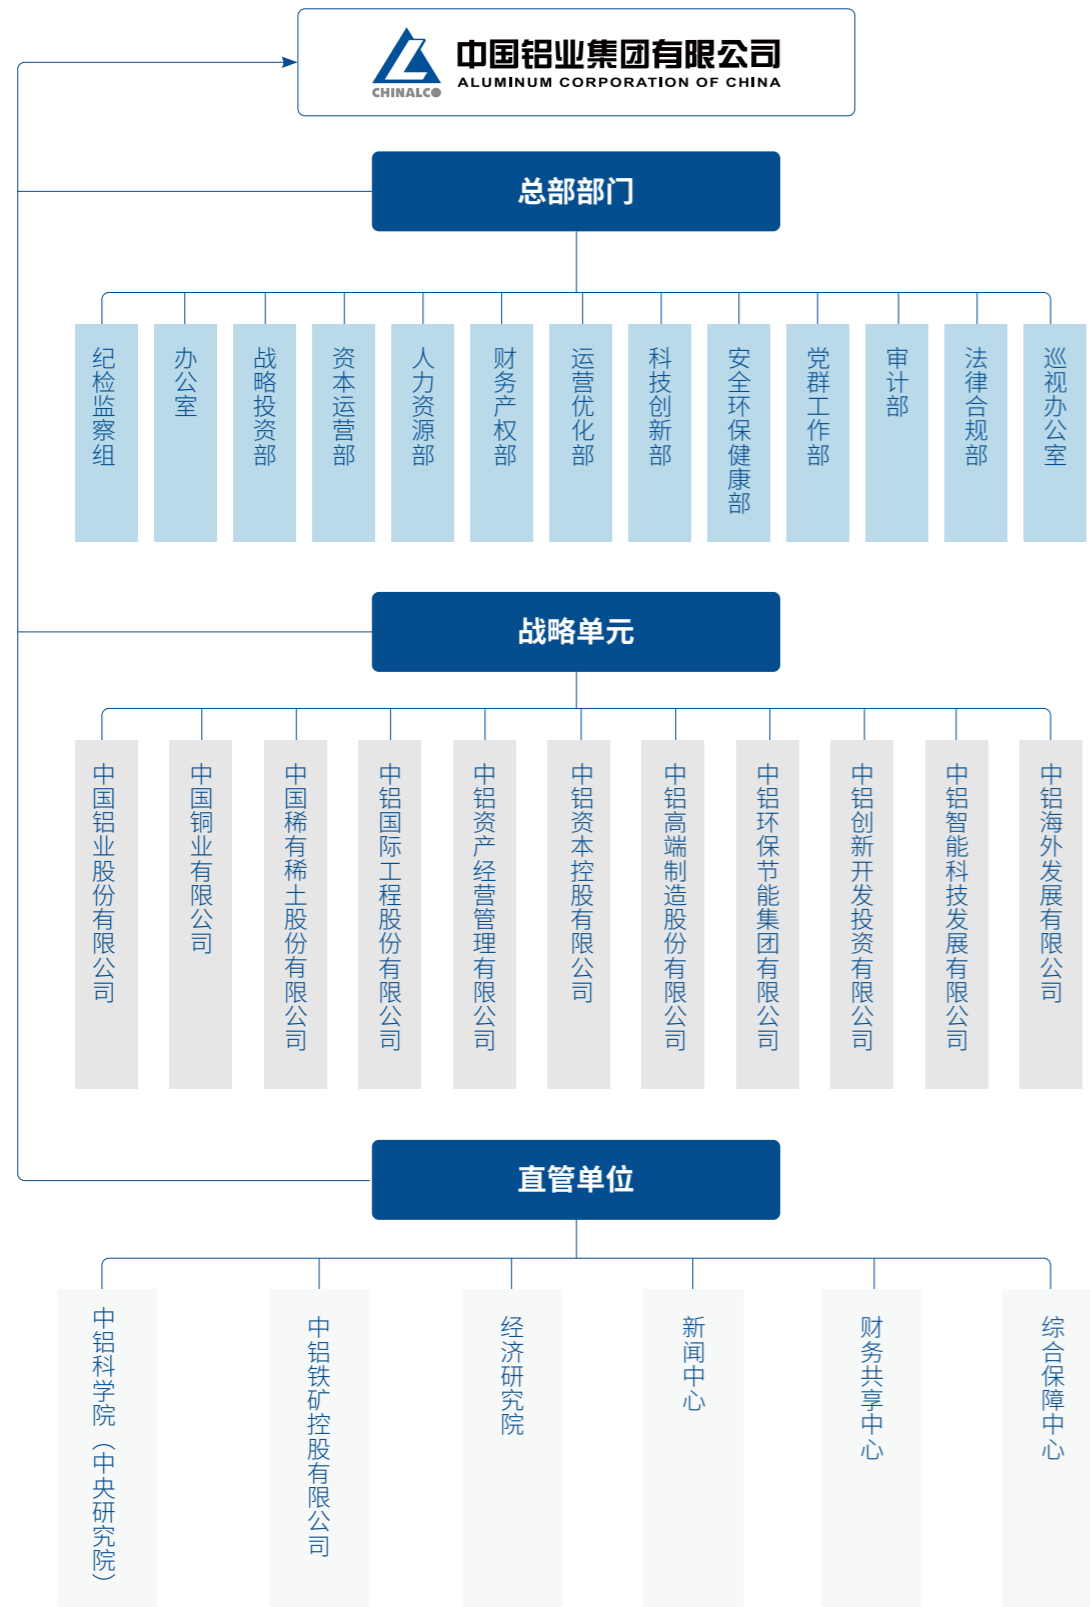 中国铝业集团有限公司
ALUMINUM CORPORATION OF CHINA
CHINALCO
总部部门
纪检监察组
办公室
战略投资部
资本运营部
人力资源部
财务产权部
运营优化部
科技创新部
安全环保健康部
党群工作部
审计部
法律合规部
巡视办公室
战略单元
中国铝业股份有限公司
中国铜业有限公司
中国稀有稀土股份有限公司
中铝国际工程股份有限公司
中铝资产经营管理有限公司
中铝资本控股有限公司
中铝高端制造股份有限公司
中铝环保节能集团有限公司
中铝创新开发投资有限公司
中铝智能科技发展有限公司
中铝海外发展有限公司
直管单位
中铝科学院（中央研究院）
中铝铁矿控股有限公司
经济研究院
新闻中心
财务共享中心
综合保障中心